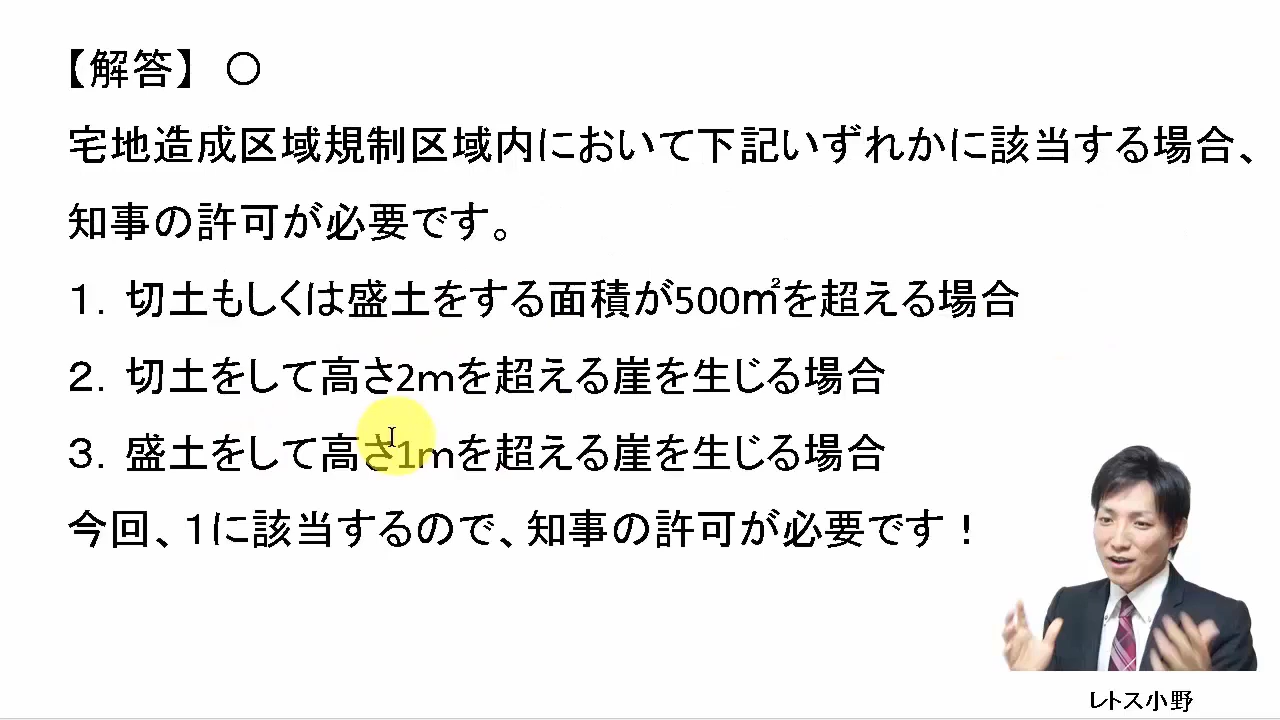 【解答】 ○
宅地造成区域規制区域内において下記いずれかに該当する場合、
知事の許可が必要です。
１．切土もしくは盛土をする面積が500㎡を超える場合
２．切土をして高さ2mを超える崖を生じる場合
３．盛土をして高さ1mを超える崖を生じる場合
今回、１に該当するので、知事の許可が必要です！
レトス小野